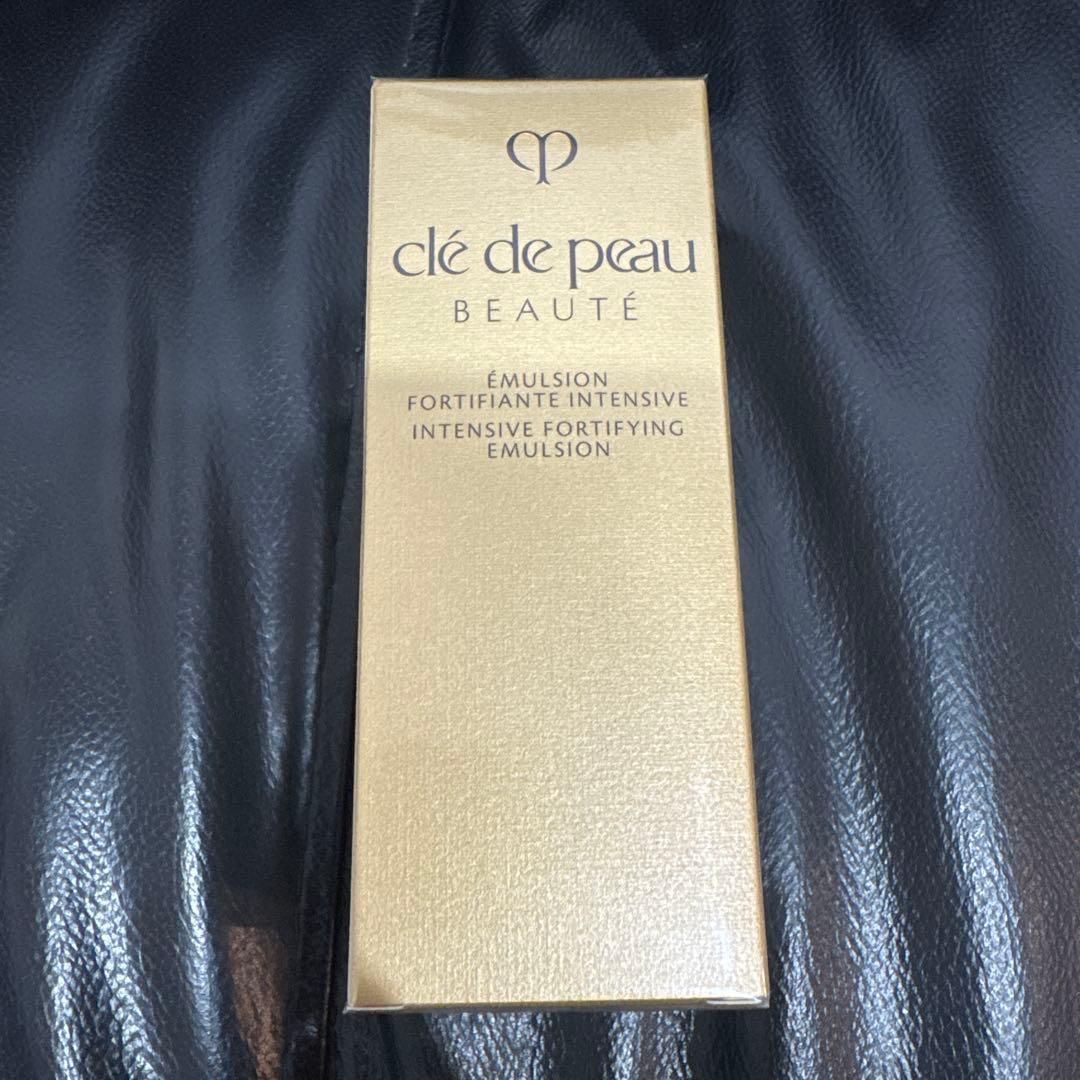 clé de peau
BEAUTÉ
ÉMULSION
FORTIFIANTE INTENSIVE
INTENSIVE FORTIFYING
EMULSION